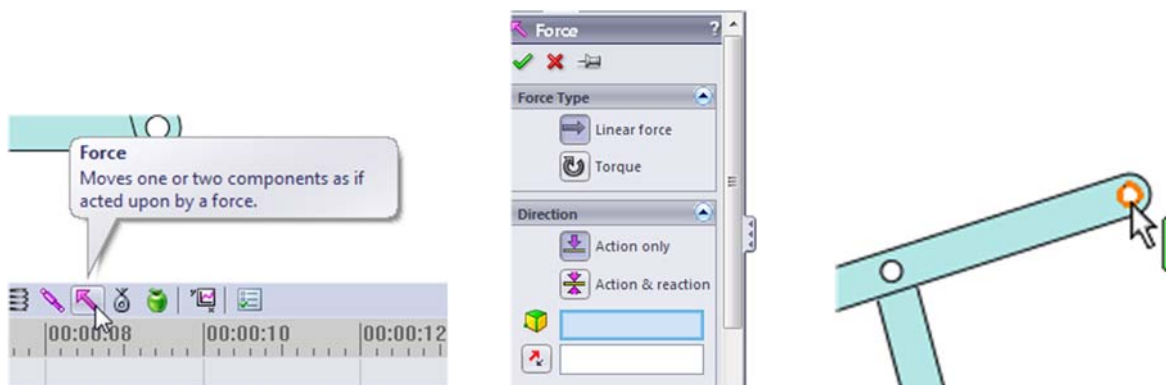 Force
Moves one or two components as if
acted upon by a force.
00:00:08
00:00:10
00:00:12
Force ?
Force Type
Linear force
Torque
Direction
Action only
Action & reaction